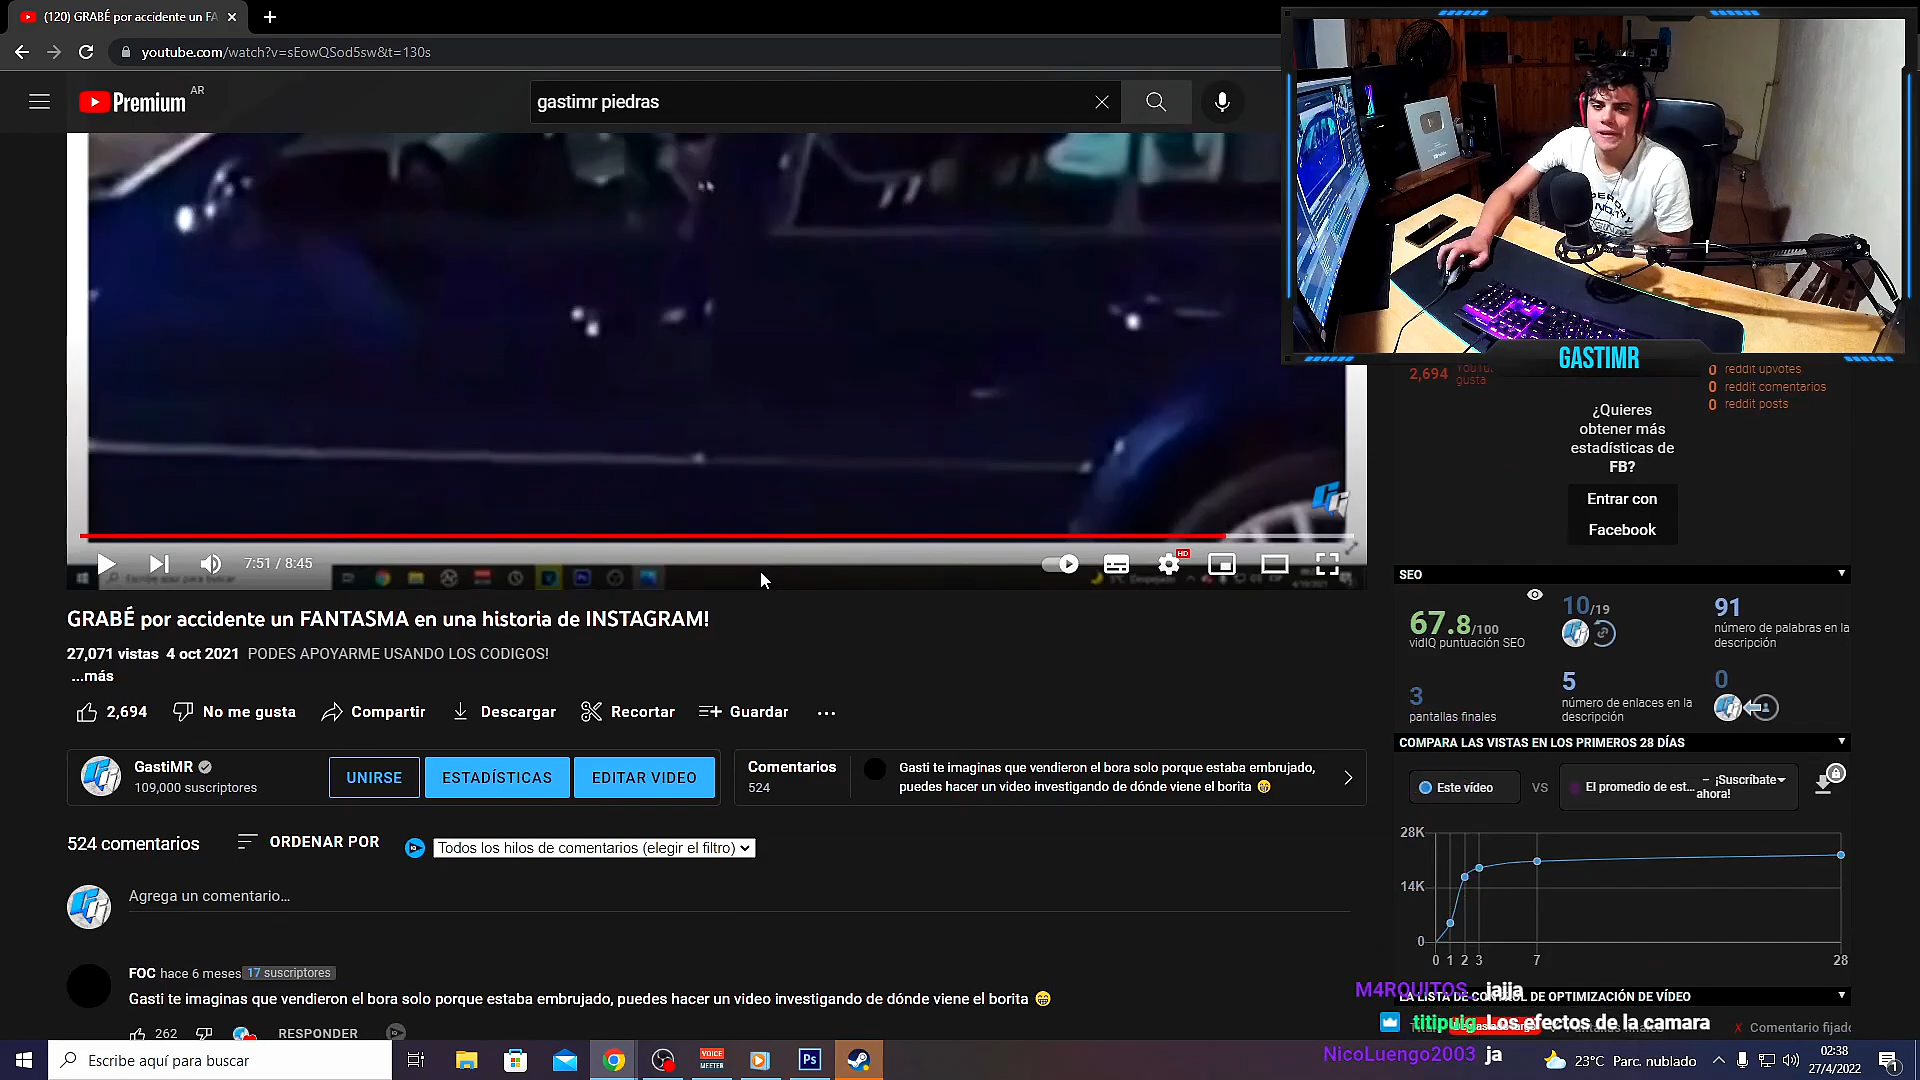 (120) GRABÉ por accidente un FA
youtube.com/watch?v=sEowQSod5sw&t=130s
Premium
AR
gastimr piedras
GASTIMR
7:51 / 8:45
HD
GRABÉ por accidente un FANTASMA en una historia de INSTAGRAM!
27,071 vistas 4 oct 2021 PODES APOYARME USANDO LOS CODIGOS!
...más
2,694
No me gusta
Compartir
Descargar
Recortar
Guardar
GastiMR
109,000 suscriptores
UNIRSE
ESTADÍSTICAS
EDITAR VIDEO
Comentarios
524
Gasti te imaginas que vendieron el bora solo porque estaba embrujado,
puedes hacer un video investigando de dónde viene el borita 😁
524 comentarios
ORDENAR POR
Todos los hilos de comentarios (elegir el filtro)
Agrega un comentario...
FOC hace 6 meses 17 suscriptores
Gasti te imaginas que vendieron el bora solo porque estaba embrujado, puedes hacer un video investigando de dónde viene el borita 😁
262
RESPONDER
2,694
gusta
0 reddit upvotes
0 reddit comentarios
0 reddit posts
¿Quieres
obtener más
estadísticas de
FB?
Entrar con
Facebook
SEO
67.8/100
vidIQ puntuación SEO
10/19
91
número de palabras en la
descripción
3
pantallas finales
5
número de enlaces en la
descripción
0
COMPARA LAS VISTAS EN LOS PRIMEROS 28 DÍAS
Este vídeo
VS
El promedio de est...
– ¡Suscríbate
ahora!
28K
14K
0
0 1 2 3 7 28
LA LISTA DE CONTROL DE OPTIMIZACIÓN DE VÍDEO
M4RQUITOS_ jajja
titipuig Los efectos de la camara
Comentario fijado
NicoLuengo2003 ja
Escribe aquí para buscar
VOICE
MEETER
Ps
23°C Parc. nublado
02:38
27/4/2022
1